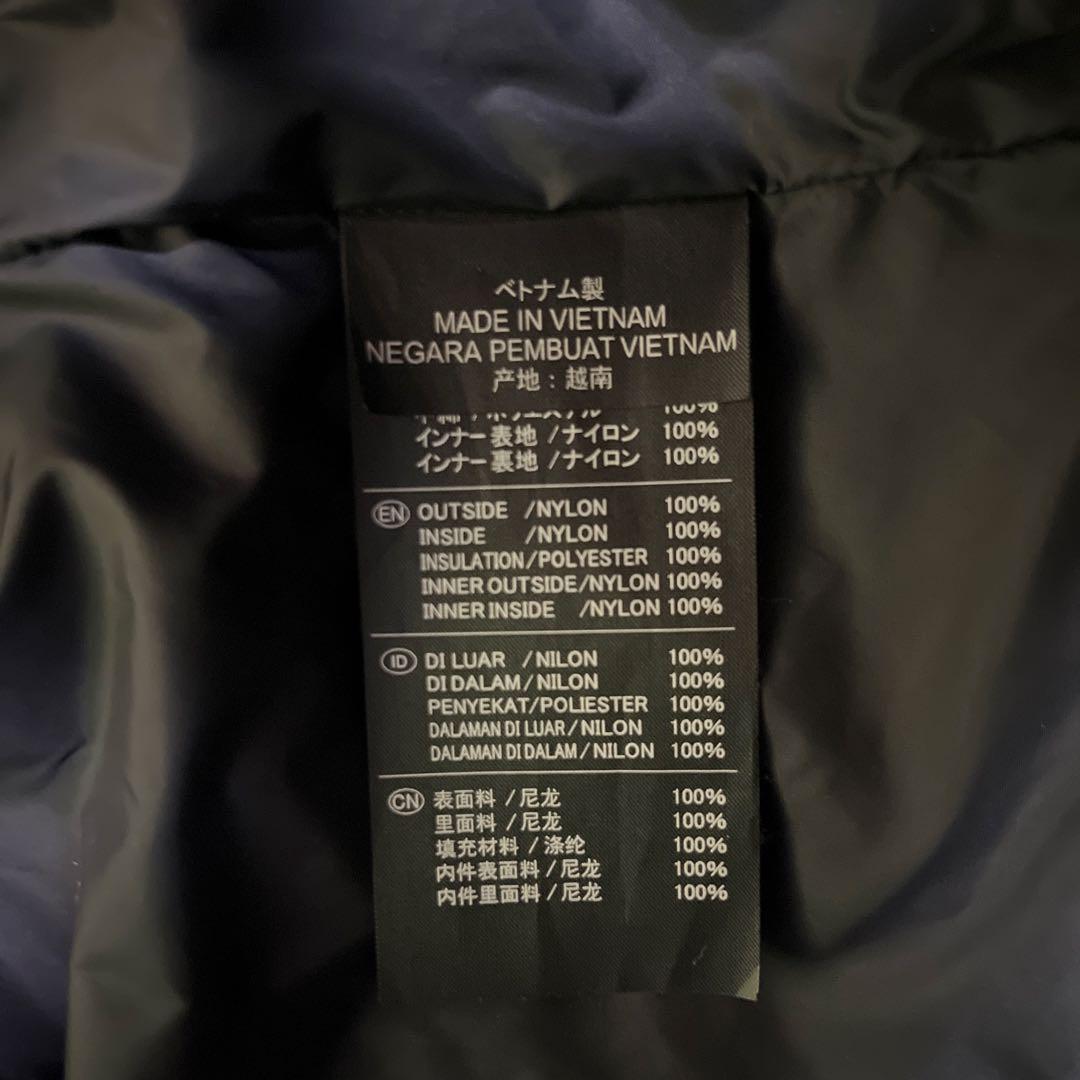 ベトナム製
MADE IN VIETNAM
NEGARA PEMBUAT VIETNAM
产地：越南
100%
インナー表地 /ナイロン 100%
インナー裏地 /ナイロン 100%
EN OUTSIDE /NYLON 100%
INSIDE /NYLON 100%
INSULATION/POLYESTER 100%
INNER OUTSIDE/NYLON 100%
INNER INSIDE /NYLON 100%
ID DI LUAR /NILON 100%
DI DALAM/NILON 100%
PENYEKAT/POLIESTER 100%
DALAMAN DI LUAR/NILON 100%
DALAMAN DI DALAM/NILON 100%
CN 表面料/尼龙 100%
里面料/尼龙 100%
填充材料/涤纶 100%
内件表面料/尼龙 100%
内件里面料/尼龙 100%